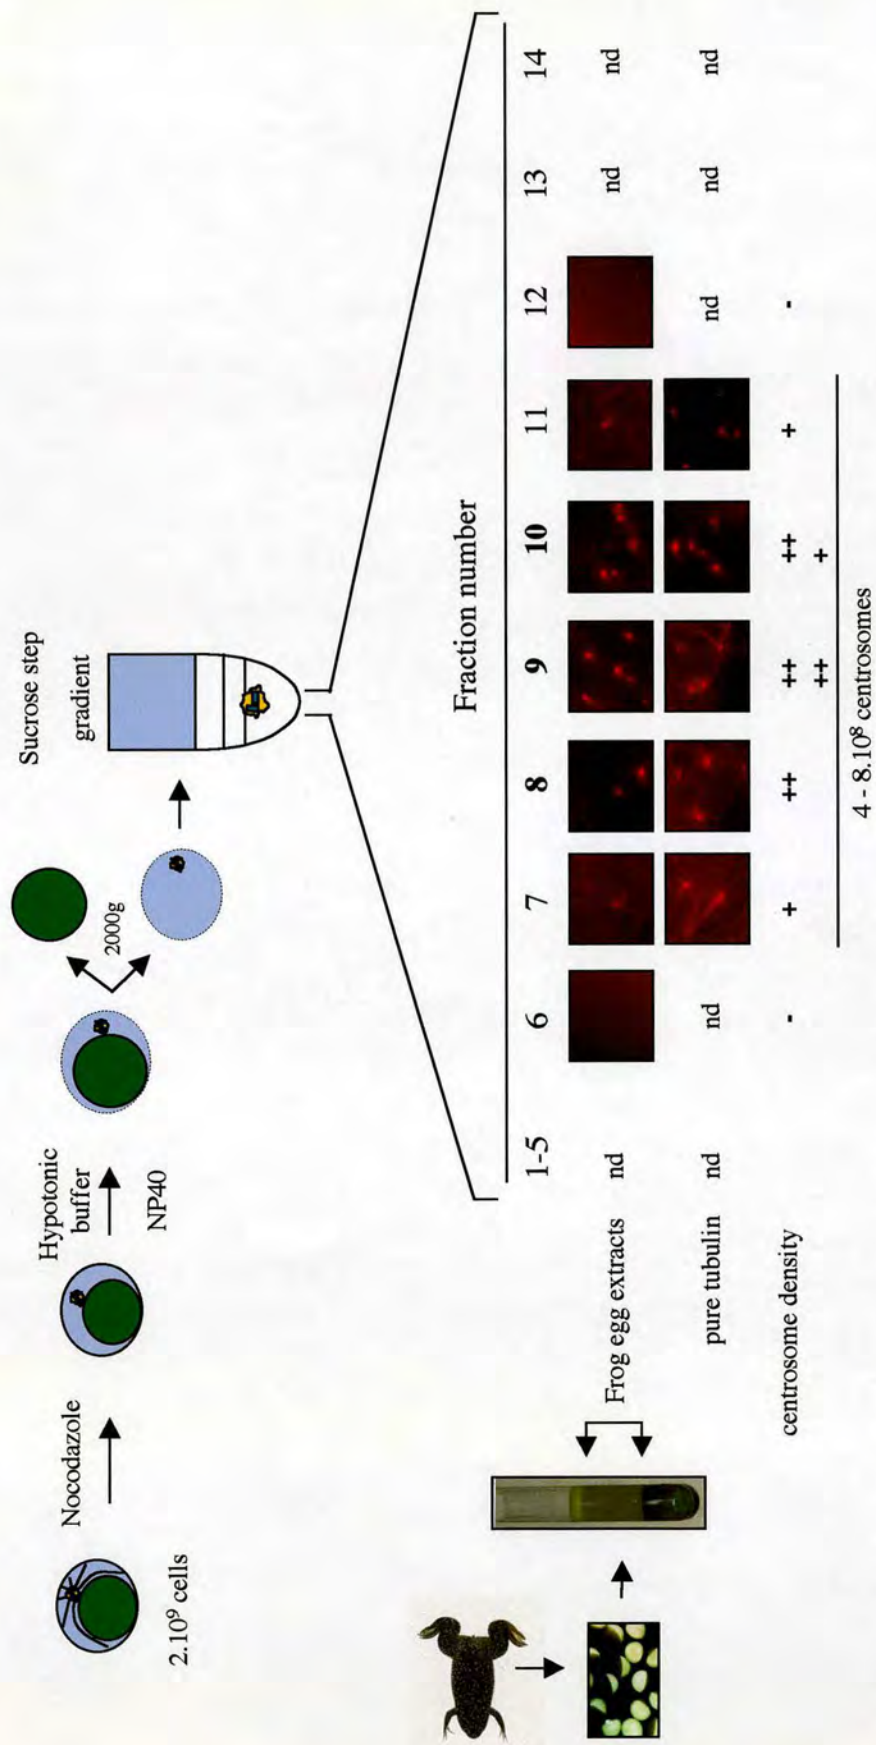 2.10⁹ cells
Nocodazole
Hypotonic
buffer
NP40
2000g
Sucrose step
gradient
Fraction number
1-5 6 7 8 9 10 11 12 13 14
Frog egg extracts nd nd nd
pure tubulin nd nd nd nd nd
centrosome density - + ++ ++ ++ + -
++ +
4 - 8.10⁸ centrosomes